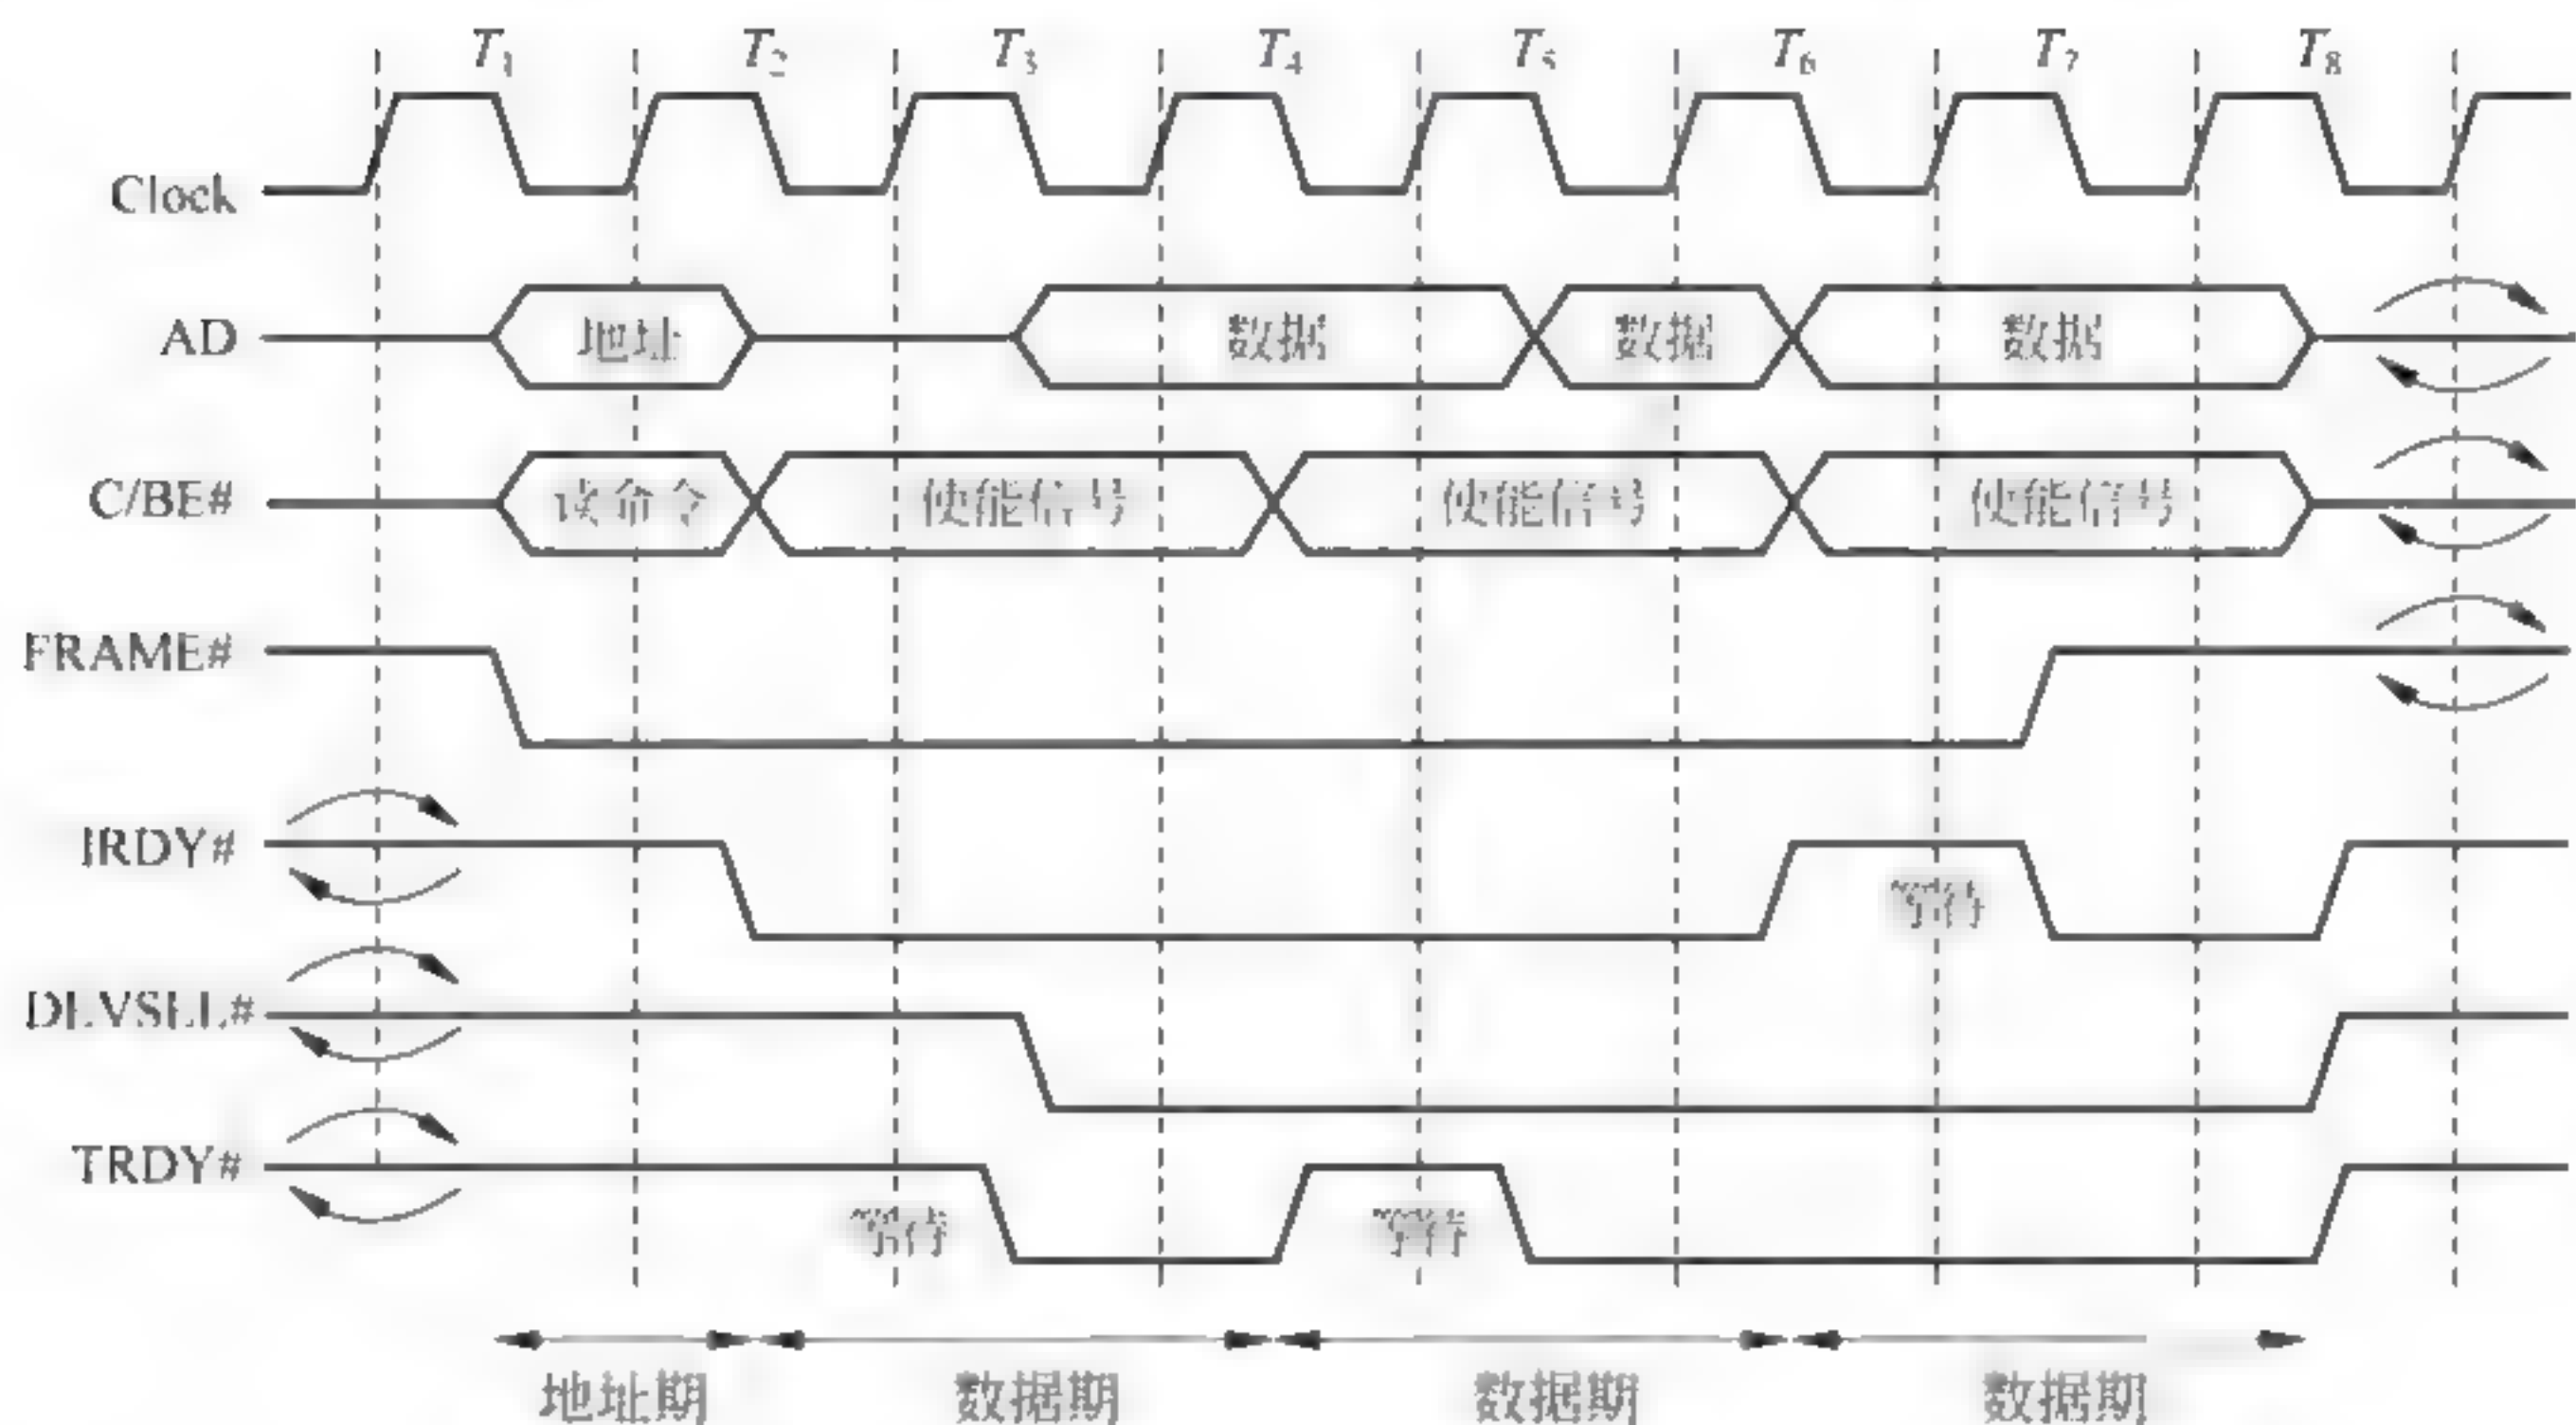 T1 T2 T3 T4 T5 T6 T7 T8
Clock
AD 地址 数据 数据 数据
C/BE# 读命令 使能信号 使能信号 使能信号
FRAME#
IRDY#
等待
DEVSEL#
TRDY#
等待 等待
地址期 数据期 数据期 数据期